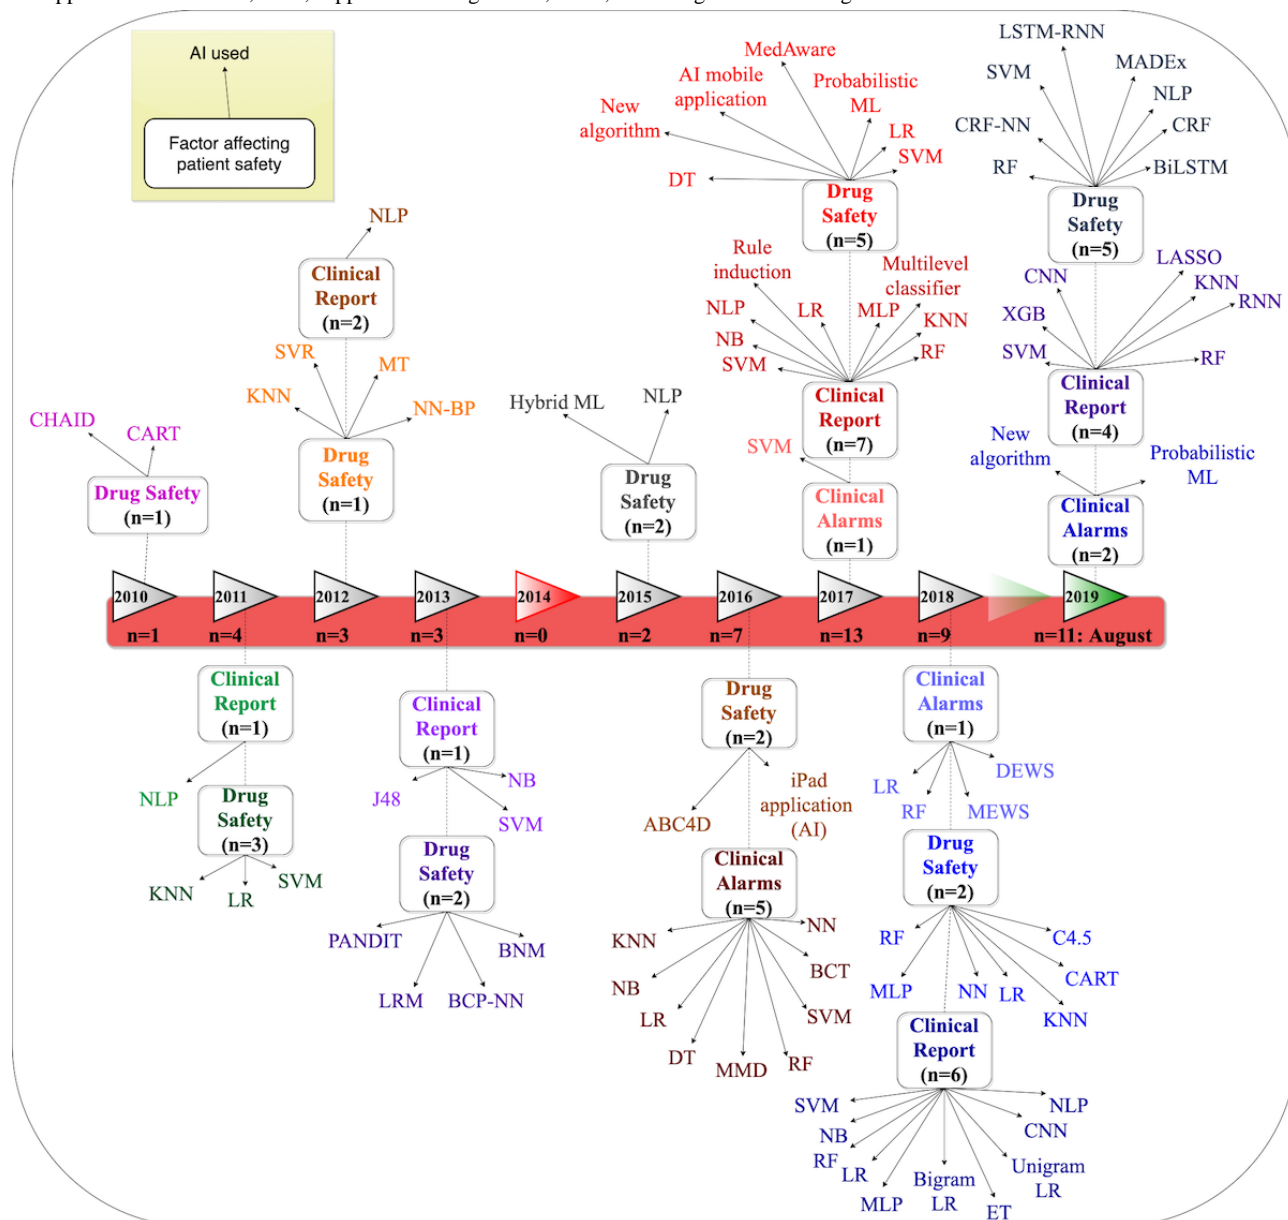 AI used
Factor affecting
patient safety
NLP
Clinical
Report
(n=2)
SVR
MT
KNN
NN-BP
Drug
Safety
(n=1)
CHAID
CART
Drug Safety
(n=1)
Hybrid ML
NLP
Drug
Safety
(n=2)
MedAware
AI mobile
application
Probabilistic
ML
New
algorithm
LR
SVM
DT
Drug
Safety
(n=5)
Rule
induction
Multilevel
classifier
NLP
LR
MLP
KNN
NB
RF
SVM
Clinical
Report
(n=7)
SVM
Clinical
Alarms
(n=1)
LSTM-RNN
SVM
MADEx
NLP
CRF-NN
CRF
RF
BiLSTM
Drug
Safety
(n=5)
CNN
LASSO
KNN
RNN
XGB
SVM
RF
Clinical
Report
(n=4)
New
algorithm
Probabilistic
ML
Clinical
Alarms
(n=2)
2010
2011
2012
2013
2014
2015
2016
2017
2018
2019
n=1
n=4
n=3
n=3
n=0
n=2
n=7
n=13
n=9
n=11: August
Clinical
Report
(n=1)
NLP
Drug
Safety
(n=3)
KNN
LR
SVM
Clinical
Report
(n=1)
J48
NB
SVM
Drug
Safety
(n=2)
PANDIT
BNM
LRM
BCP-NN
Drug
Safety
(n=2)
ABC4D
iPad
application
(AI)
Clinical
Alarms
(n=5)
KNN
NN
NB
BCT
LR
SVM
DT
MMD
RF
Clinical
Alarms
(n=1)
LR
DEWS
RF
MEWS
Drug
Safety
(n=2)
RF
C4.5
MLP
NN
LR
CART
KNN
Clinical
Report
(n=6)
SVM
NLP
NB
CNN
RF
LR
MLP
Bigram
LR
ET
Unigram
LR